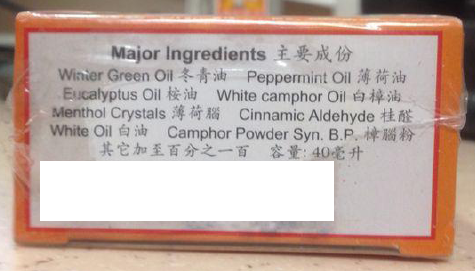 Major Ingredients 主要成份
Winter Green Oil 冬青油 Peppermint Oil 薄荷油
Eucalyptus Oil 桉油 White camphor Oil 白樟油
Menthol Crystals 薄荷腦 Cinnamic Aldehyde 桂醛
White Oil 白油 Camphor Powder Syn. B.P. 樟腦粉
其它加至百分之一百 容量: 40毫升